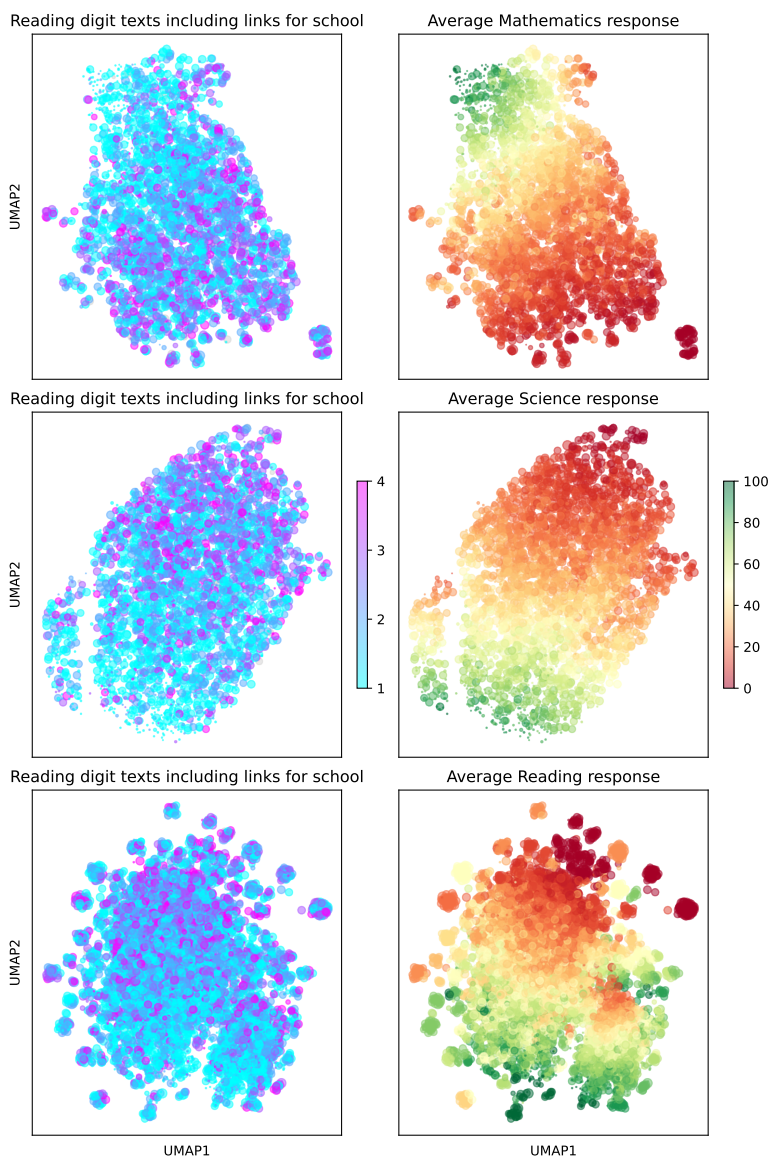 Reading digit texts including links for school
Average Mathematics response
UMAP2
Reading digit texts including links for school
Average Science response
UMAP2
4
3
2
1
100
80
60
40
20
0
Reading digit texts including links for school
Average Reading response
UMAP2
UMAP1
UMAP1